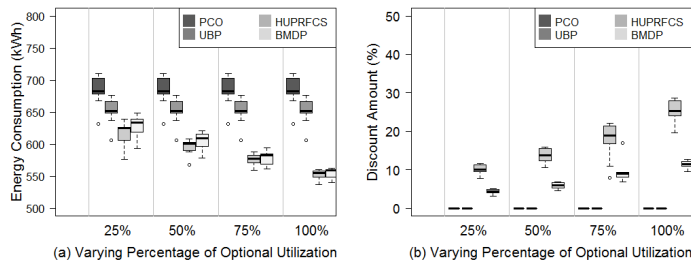 PCO HUPRFCS
UBP BMDP
Energy Consumption (kWh)
800
750
700
650
600
550
500
25% 50% 75% 100%
(a) Varying Percentage of Optional Utilization
PCO HUPRFCS
UBP BMDP
Discount Amount (%)
50
40
30
20
10
0
25% 50% 75% 100%
(b) Varying Percentage of Optional Utilization